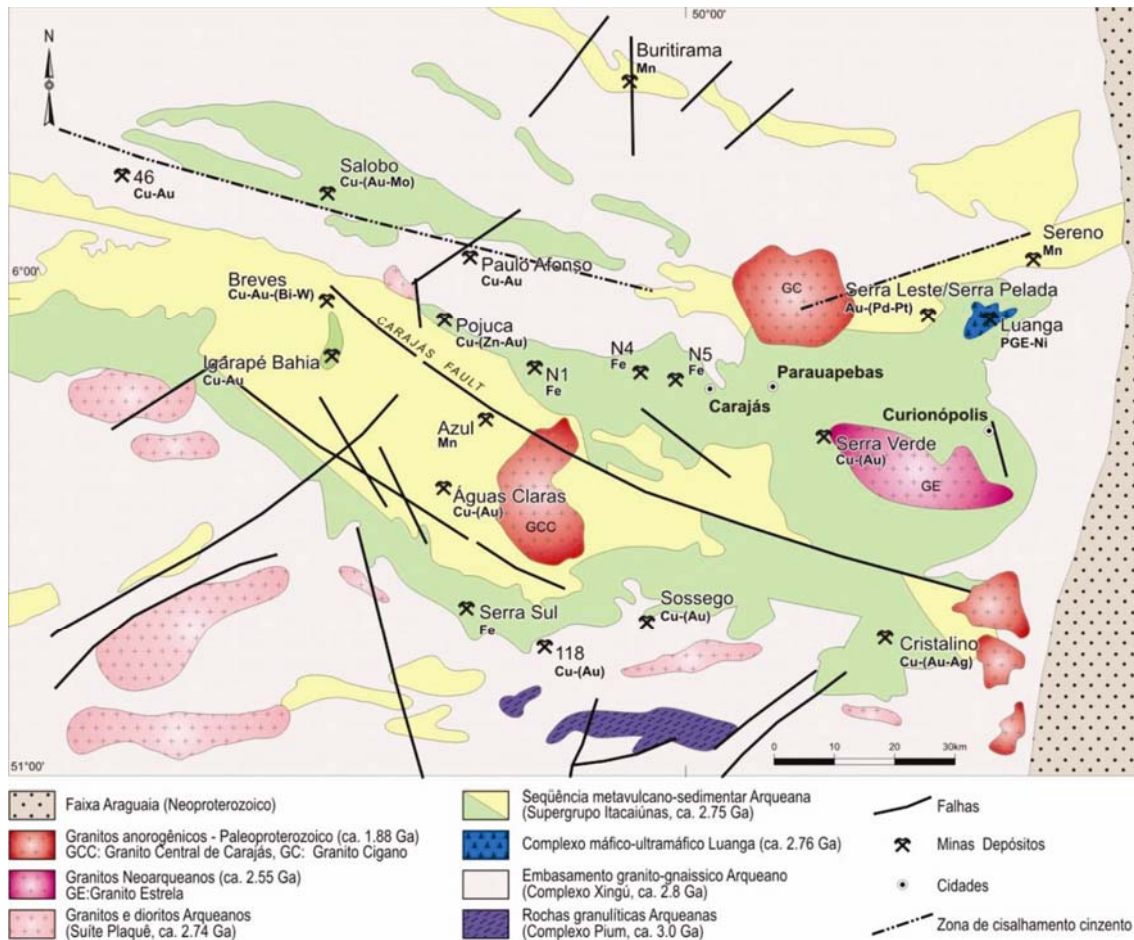 50°00'
N
Buritirama
Mn
46
Cu-Au
Salobo
Cu-(Au-Mo)
Sereno
Mn
6°00'
Paulo Afonso
Cu-Au
GC
Breves
Cu-Au-(Bi-W)
Serra Leste/Serra Pelada
Au-(Pd-Pt)
Luanga
PGE-Ni
Pojuca
Cu-(Zn-Au)
CARAJÁS FAULT
Igarapé Bahia
Cu-Au
N1
Fe
N4
Fe
N5
Fe
Parauapebas
Carajás
Curionópolis
Azul
Mn
Serra Verde
Cu-(Au)
GE
Águas Claras
Cu-(Au)
GCC
Serra Sul
Fe
Sossego
Cu-(Au)
118
Cu-(Au)
Cristalino
Cu-(Au-Ag)
0 10 20 30km
51°00'
Faixa Araguaia (Neoproterozoico)
Granitos anorogênicos - Paleoproterozoico (ca. 1.88 Ga)
GCC: Granito Central de Carajás, GC: Granito Cigano
Granitos Neoarqueanos (ca. 2.55 Ga)
GE:Granito Estrela
Granitos e dioritos Arqueanos
(Suíte Plaquê, ca. 2.74 Ga)
Seqüência metavulcano-sedimentar Arqueana
(Supergrupo Itacaiúnas, ca. 2.75 Ga)
Complexo máfico-ultramáfico Luanga (ca. 2.76 Ga)
Embasamento granito-gnaissico Arqueano
(Complexo Xingú, ca. 2.8 Ga)
Rochas granulíticas Arqueanas
(Complexo Pium, ca. 3.0 Ga)
Falhas
Minas Depósitos
Cidades
Zona de cisalhamento cinzento